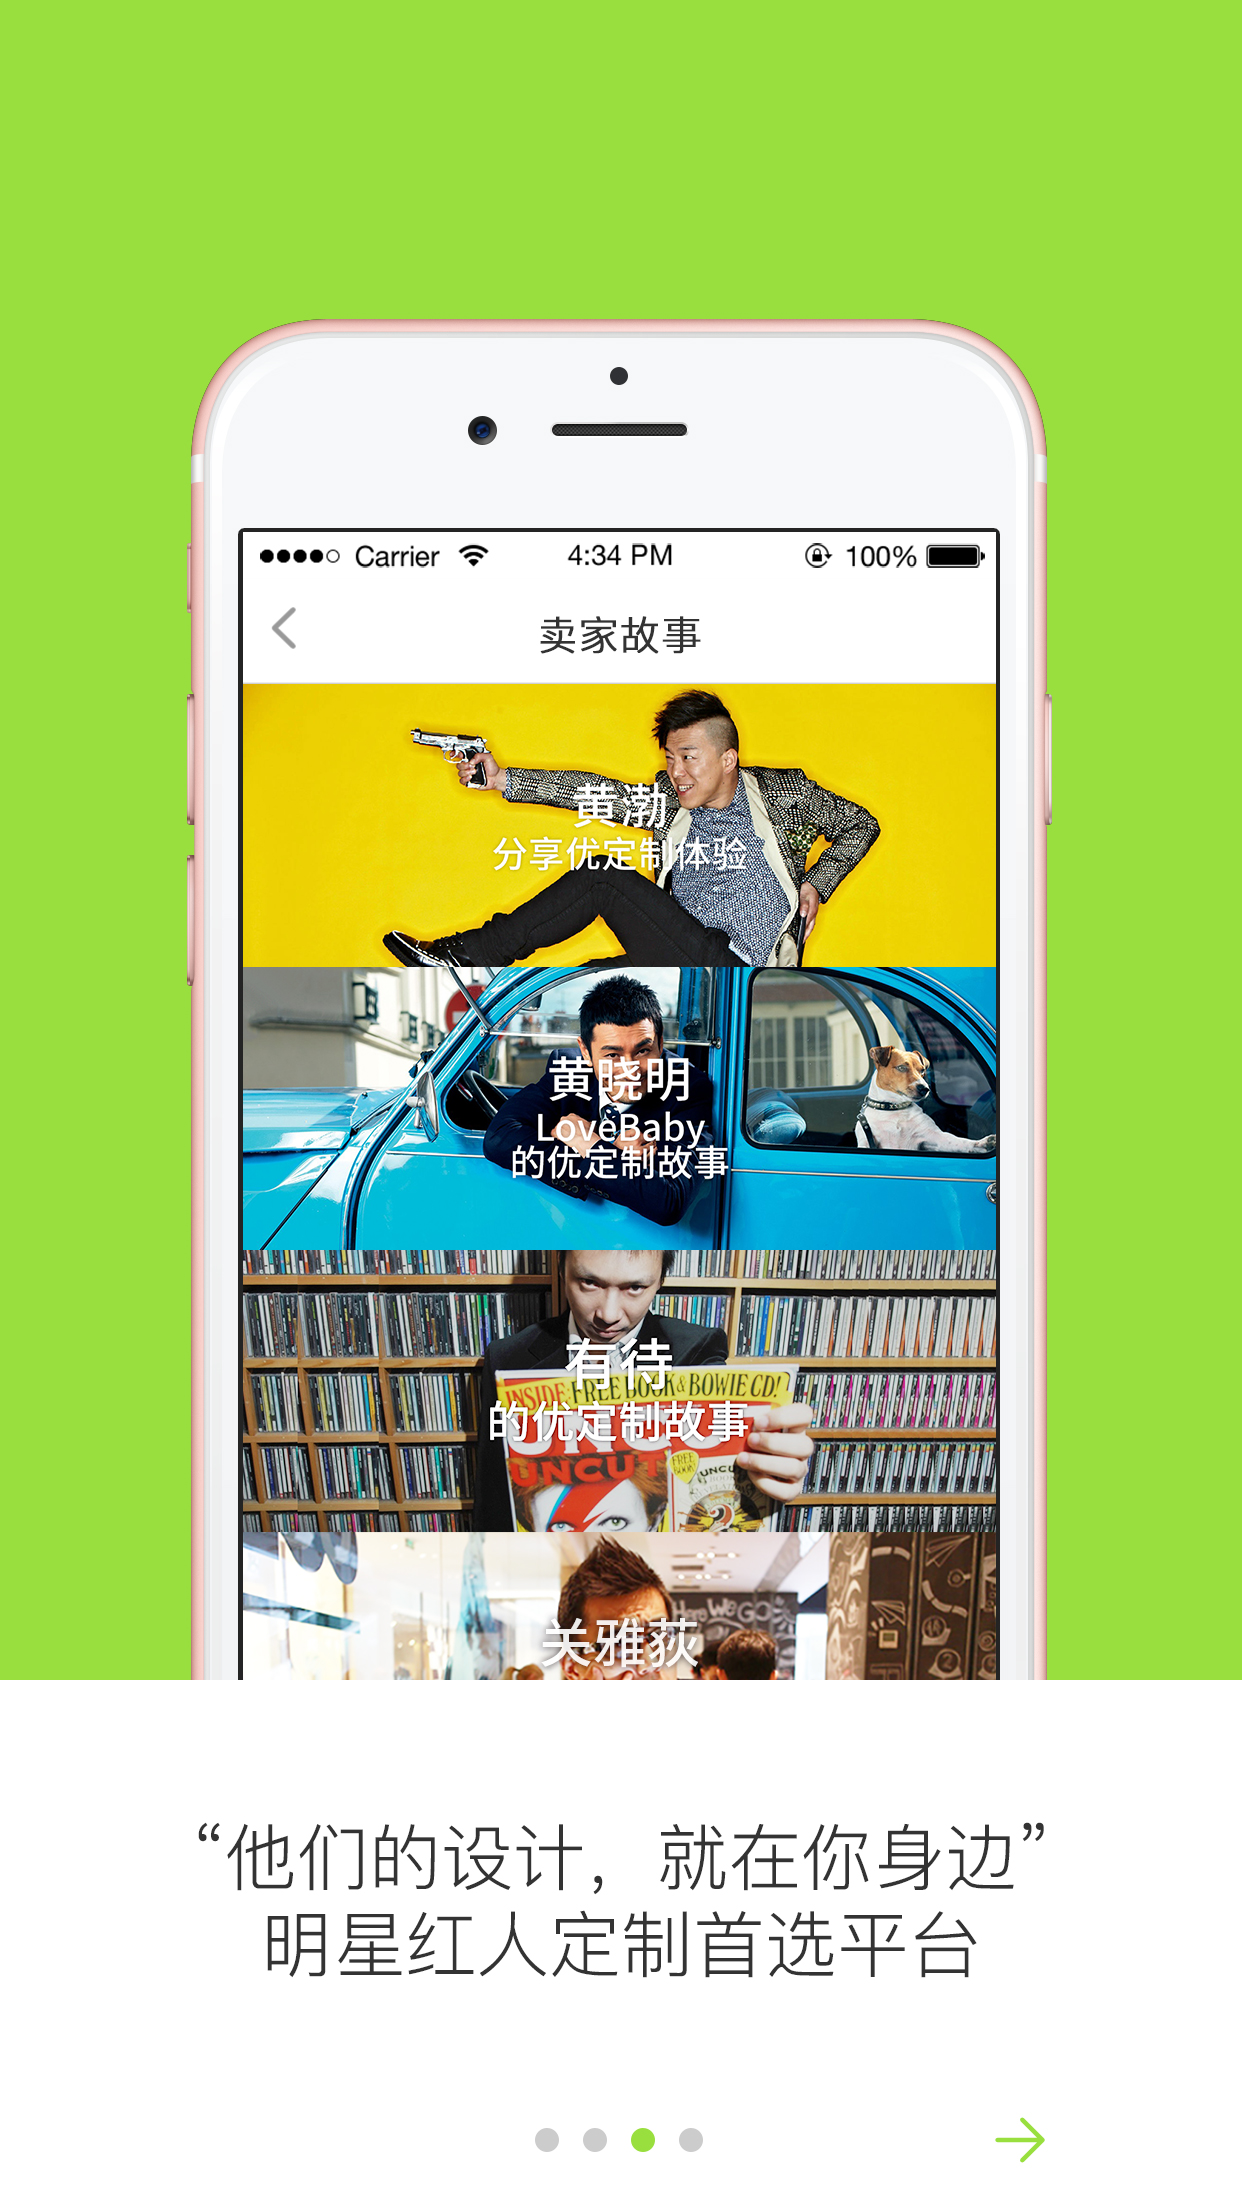 Carrier 4:34 PM 100%
卖家故事
黄渤
分享优定制体验
黄晓明
LoveBaby
的优定制故事
有待
的优定制故事
INSIDE: FREE BOOK & BOWIE CD!
UNCUT
FREE BOOK
UNCUT
关雅荻
“他们的设计，就在你身边”
明星红人定制首选平台